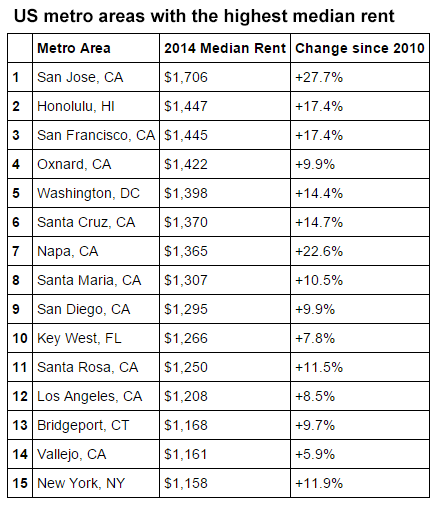 US metro areas with the highest median rent
Metro Area 2014 Median Rent Change since 2010
1 San Jose, CA $1,706 +27.7%
2 Honolulu, HI $1,447 +17.4%
3 San Francisco, CA $1,445 +17.4%
4 Oxnard, CA $1,422 +9.9%
5 Washington, DC $1,398 +14.4%
6 Santa Cruz, CA $1,370 +14.7%
7 Napa, CA $1,365 +22.6%
8 Santa Maria, CA $1,307 +10.5%
9 San Diego, CA $1,295 +9.9%
10 Key West, FL $1,266 +7.8%
11 Santa Rosa, CA $1,250 +11.5%
12 Los Angeles, CA $1,208 +8.5%
13 Bridgeport, CT $1,168 +9.7%
14 Vallejo, CA $1,161 +5.9%
15 New York, NY $1,158 +11.9%